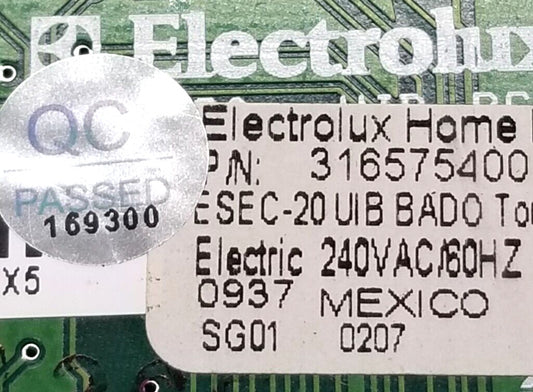 Electrolux
QC
PASSED
169300
Electrolux Home
P/N: 316575400
ESEC-20 UIB BADO
Electric 240VAC/60HZ
0937 MEXICO
SG01 0207
X5